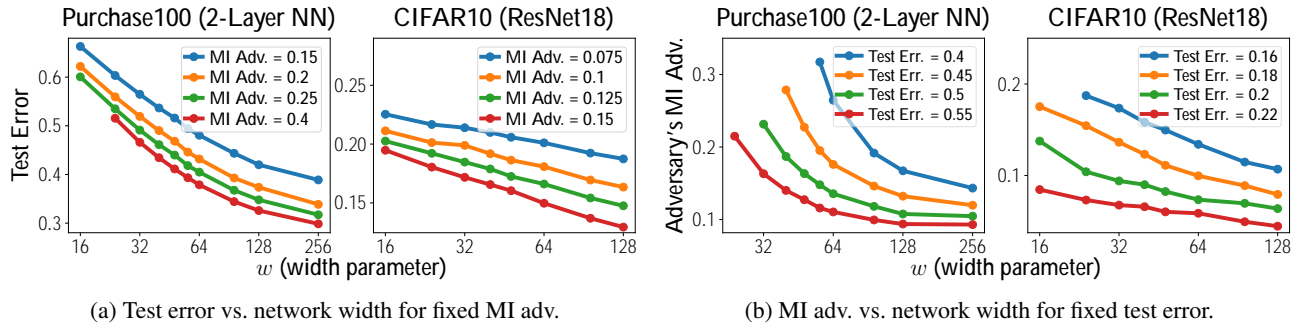 Purchase100 (2-Layer NN)
CIFAR10 (ResNet18)
Test Error
0.6
0.5
0.4
0.3
MI Adv. = 0.15
MI Adv. = 0.2
MI Adv. = 0.25
MI Adv. = 0.4
16 32 64 128 256
0.25
0.20
0.15
MI Adv. = 0.075
MI Adv. = 0.1
MI Adv. = 0.125
MI Adv. = 0.15
16 32 64 128
w (width parameter)
(a) Test error vs. network width for fixed MI adv.
Purchase100 (2-Layer NN)
CIFAR10 (ResNet18)
Adversary's MI Adv.
0.3
0.2
0.1
Test Err. = 0.4
Test Err. = 0.45
Test Err. = 0.5
Test Err. = 0.55
32 64 128 256
0.2
0.1
Test Err. = 0.16
Test Err. = 0.18
Test Err. = 0.2
Test Err. = 0.22
16 32 64 128
w (width parameter)
(b) MI adv. vs. network width for fixed test error.